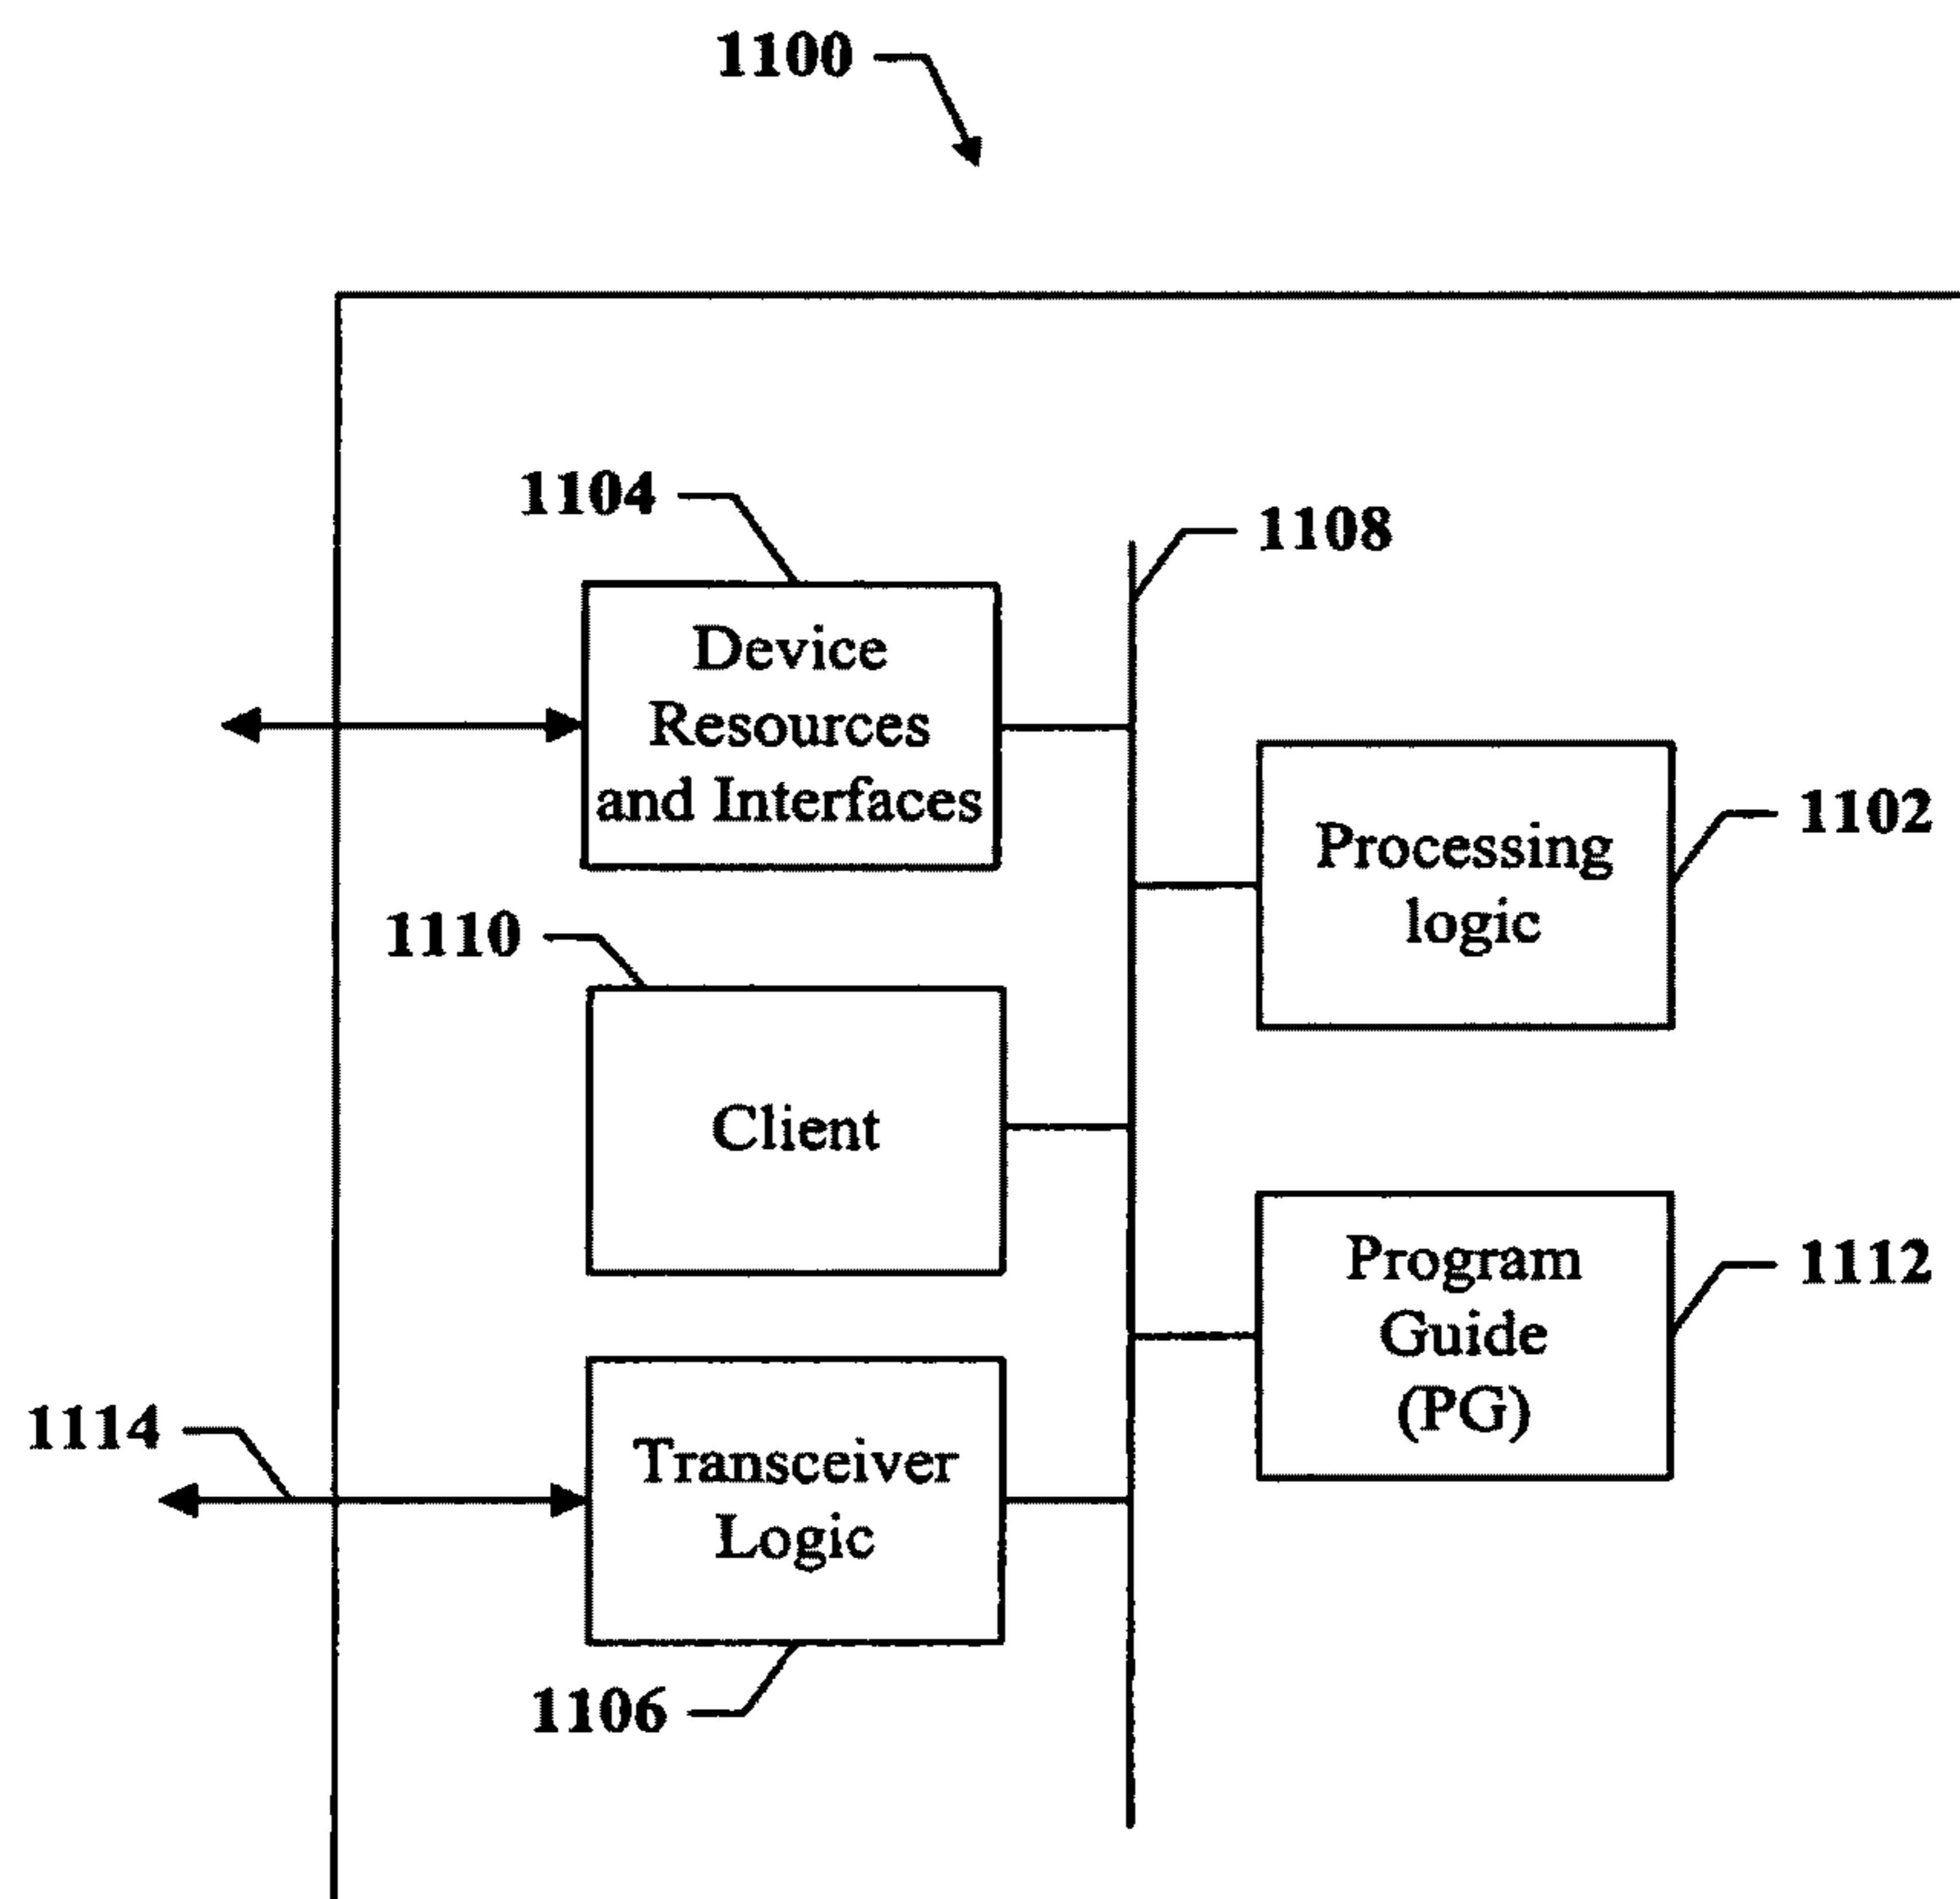 1100
1104
1108
Device
Resources
and Interfaces
Processing
logic
1102
1110
Client
Program
Guide
(PG)
1112
1114
Transceiver
Logic
1106